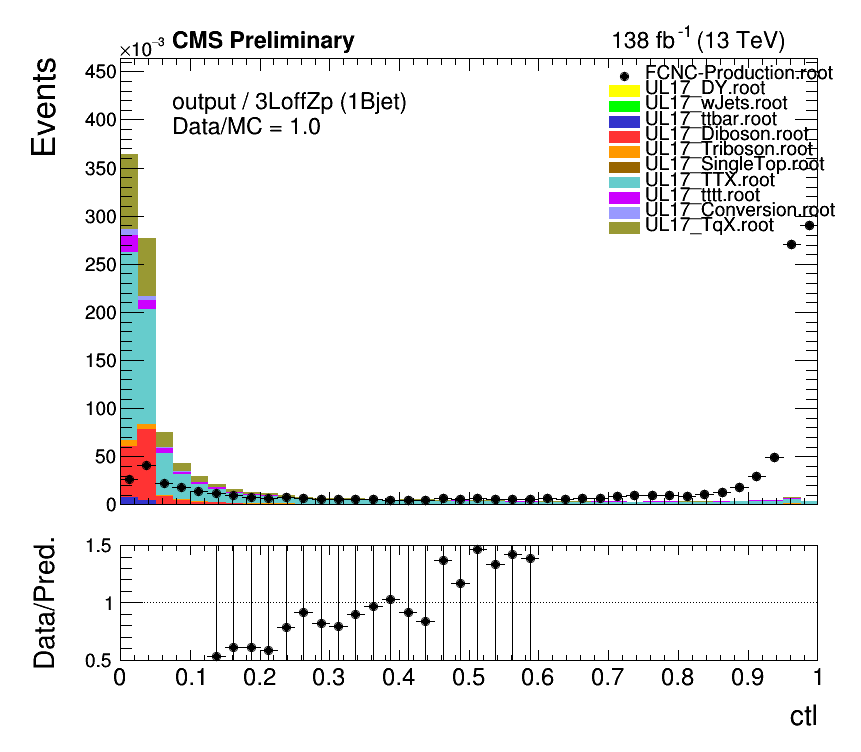 ×10⁻³ CMS Preliminary 138 fb⁻¹ (13 TeV)
Events
450
400
350
300
250
200
150
100
50
0
output / 3LoffZp (1Bjet)
Data/MC = 1.0
FCNC-Production.root
UL17_DY.root
UL17_wJets.root
UL17_ttbar.root
UL17_Diboson.root
UL17_Triboson.root
UL17_SingleTop.root
UL17_TTX.root
UL17_tttt.root
UL17_Conversion.root
UL17_TqX.root
Data/Pred.
1.5
1
0.5
0 0.1 0.2 0.3 0.4 0.5 0.6 0.7 0.8 0.9 1
ctl